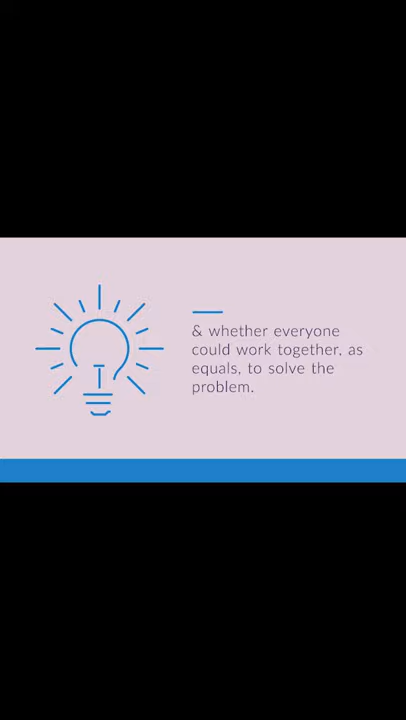 & whether everyone
could work together, as
equals, to solve the
problem.